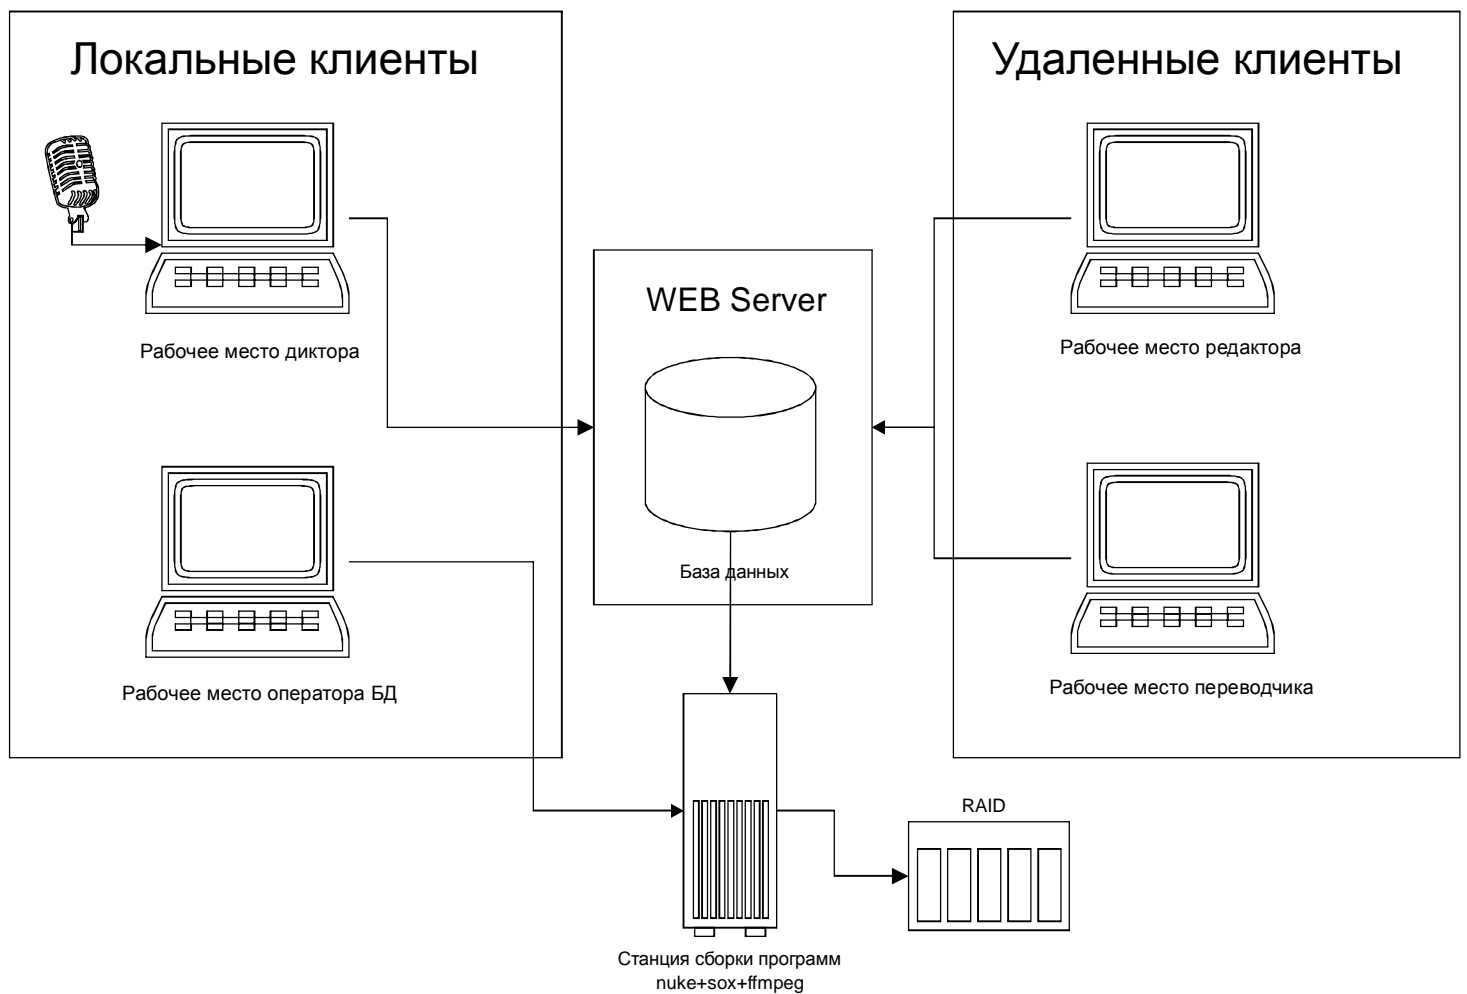 Локальные клиенты
Удаленные клиенты
WEB Server
Рабочее место диктора
Рабочее место редактора
База данных
Рабочее место оператора БД
Рабочее место переводчика
RAID
Станция сборки программ
nuke+sox+ffmpeg